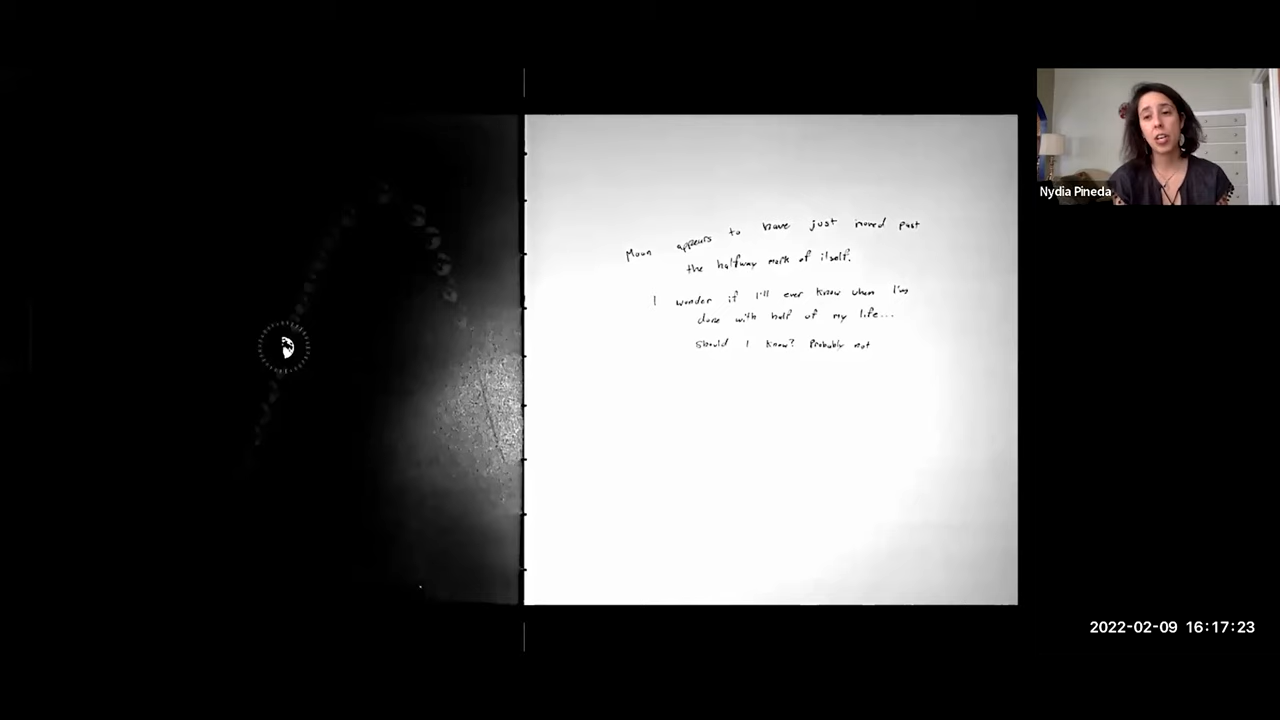 Moon appears to have just moved past
the halfway mark of itself.
I wonder if I'll ever know when I'm
done with half of my life...
Should I know? Probably not
Nydia Pineda
2022-02-09 16:17:23